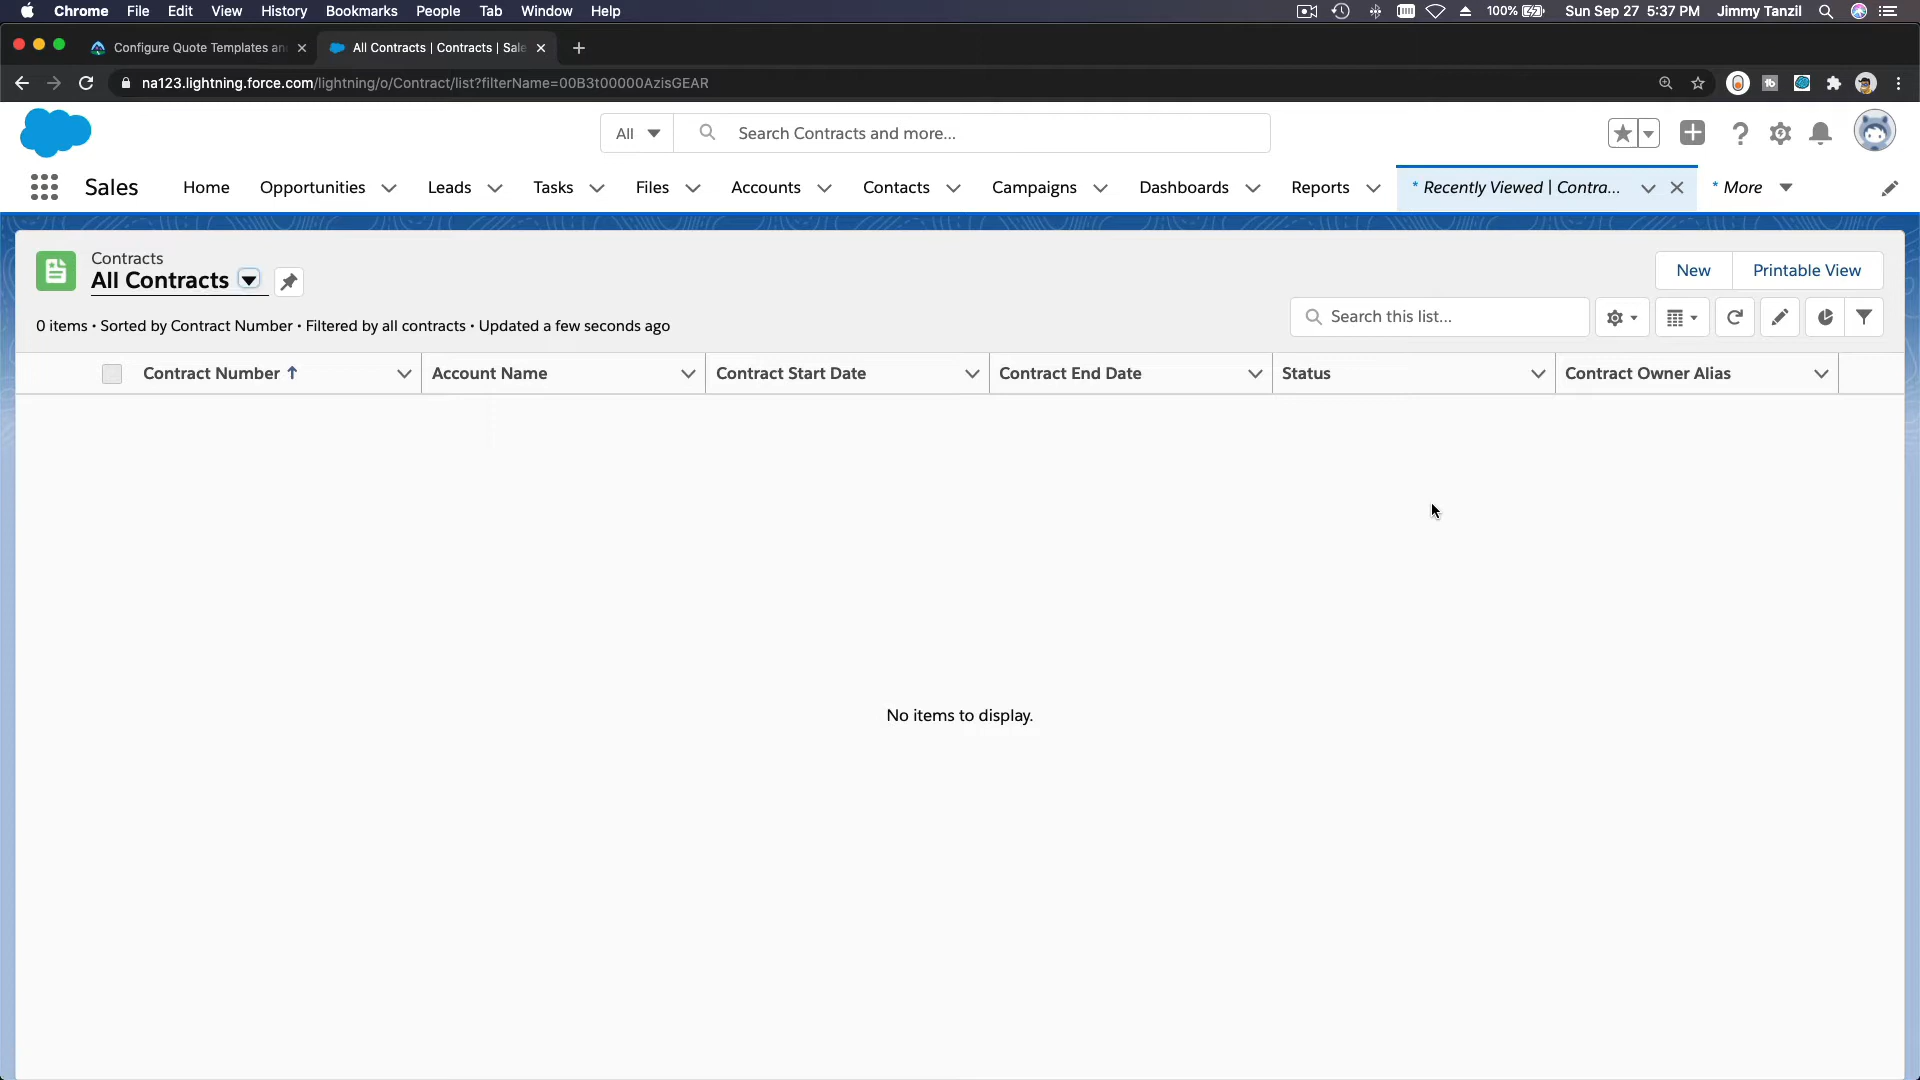 Chrome File Edit View History Bookmarks People Tab Window Help 100% Sun Sep 27 5:37 PM Jimmy Tanzil
Configure Quote Templates an All Contracts | Contracts | Sale
na123.lightning.force.com/lightning/o/Contract/list?filterName=00B3t00000AzisGEAR
All Search Contracts and more...
Sales Home Opportunities Leads Tasks Files Accounts Contacts Campaigns Dashboards Reports * Recently Viewed | Contra... * More
Contracts
All Contracts
New Printable View
0 items • Sorted by Contract Number • Filtered by all contracts • Updated a few seconds ago
Search this list...
Contract Number Account Name Contract Start Date Contract End Date Status Contract Owner Alias
No items to display.